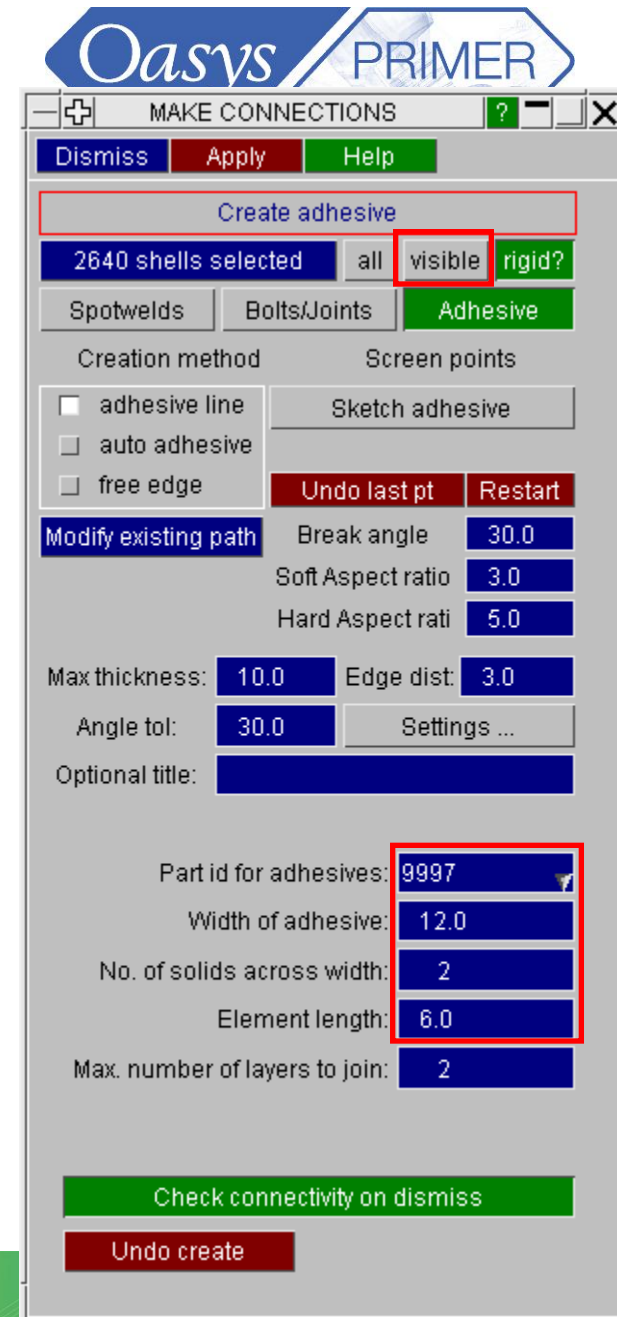 Oasys PRIMER
MAKE CONNECTIONS ?
Dismiss Apply Help
Create adhesive
2640 shells selected all visible rigid?
Spotwelds Bolts/Joints Adhesive
Creation method Screen points
adhesive line Sketch adhesive
auto adhesive
free edge Undo last pt Restart
Modify existing path Break angle 30.0
Soft Aspect ratio 3.0
Hard Aspect rati 5.0
Max thickness: 10.0 Edge dist: 3.0
Angle tol: 30.0 Settings ...
Optional title:
Part id for adhesives: 9997
Width of adhesive: 12.0
No. of solids across width: 2
Element length: 6.0
Max. number of layers to join: 2
Check connectivity on dismiss
Undo create